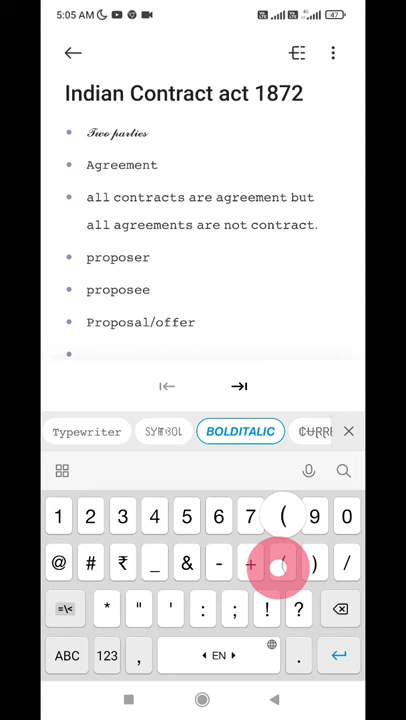 5:05 AM
47
Indian Contract act 1872
Two parties
Agreement
all contracts are agreement but
all agreements are not contract.
proposer
proposee
Proposal/offer
Typewriter SYMBOL BOLDITALIC
1 2 3 4 5 6 7 ( 9 0
@ # ₹ _ & - + ( ) /
=\< * " ' : ; ! ?
ABC 123 , EN .